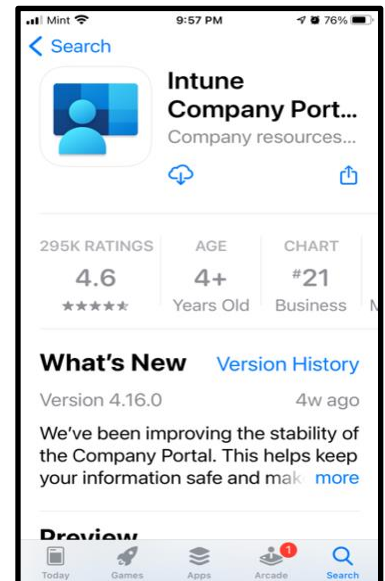 Mint 9:57 PM 76%
Search
Intune
Company Port...
Company resources...
295K RATINGS AGE CHART
4.6 4+ #21
Years Old Business
What's New Version History
Version 4.16.0 4w ago
We've been improving the stability of
the Company Portal. This helps keep
your information safe and mak more
Preview
1
Today Games Apps Arcade Search